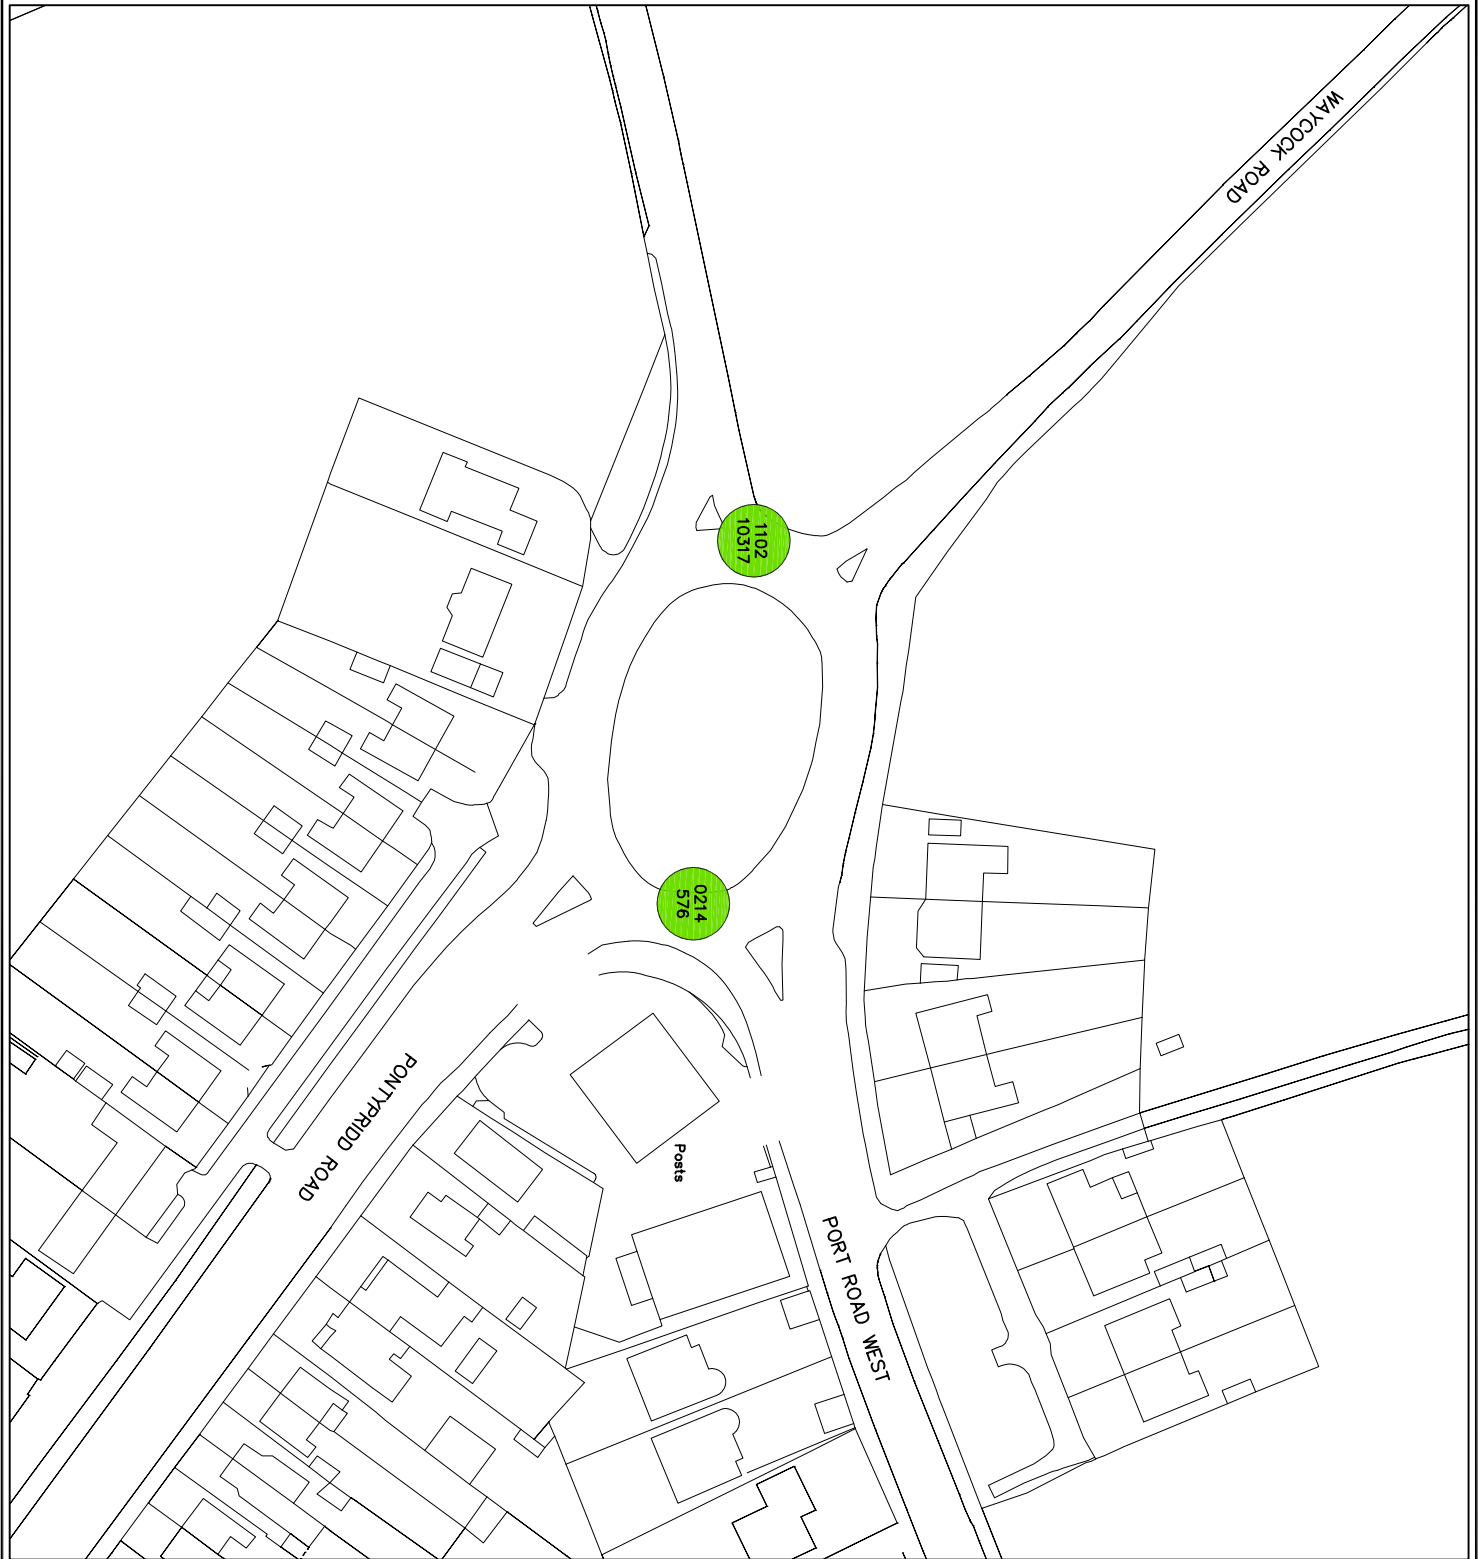 WAYCOCK ROAD
1102
10317
0214
576
PONTYPRIDD ROAD
Posts
PORT ROAD WEST